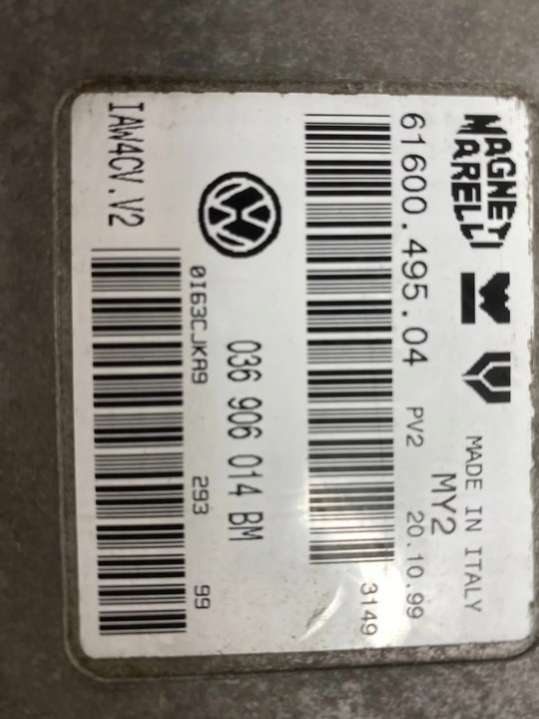 MAGNETI
MARELLI
MADE IN ITALY
MY2
61600.495.04 PV2 20.10.99
3149
036 906 014 BM
0I63CJKA9 293 99
IAW4CV.V2